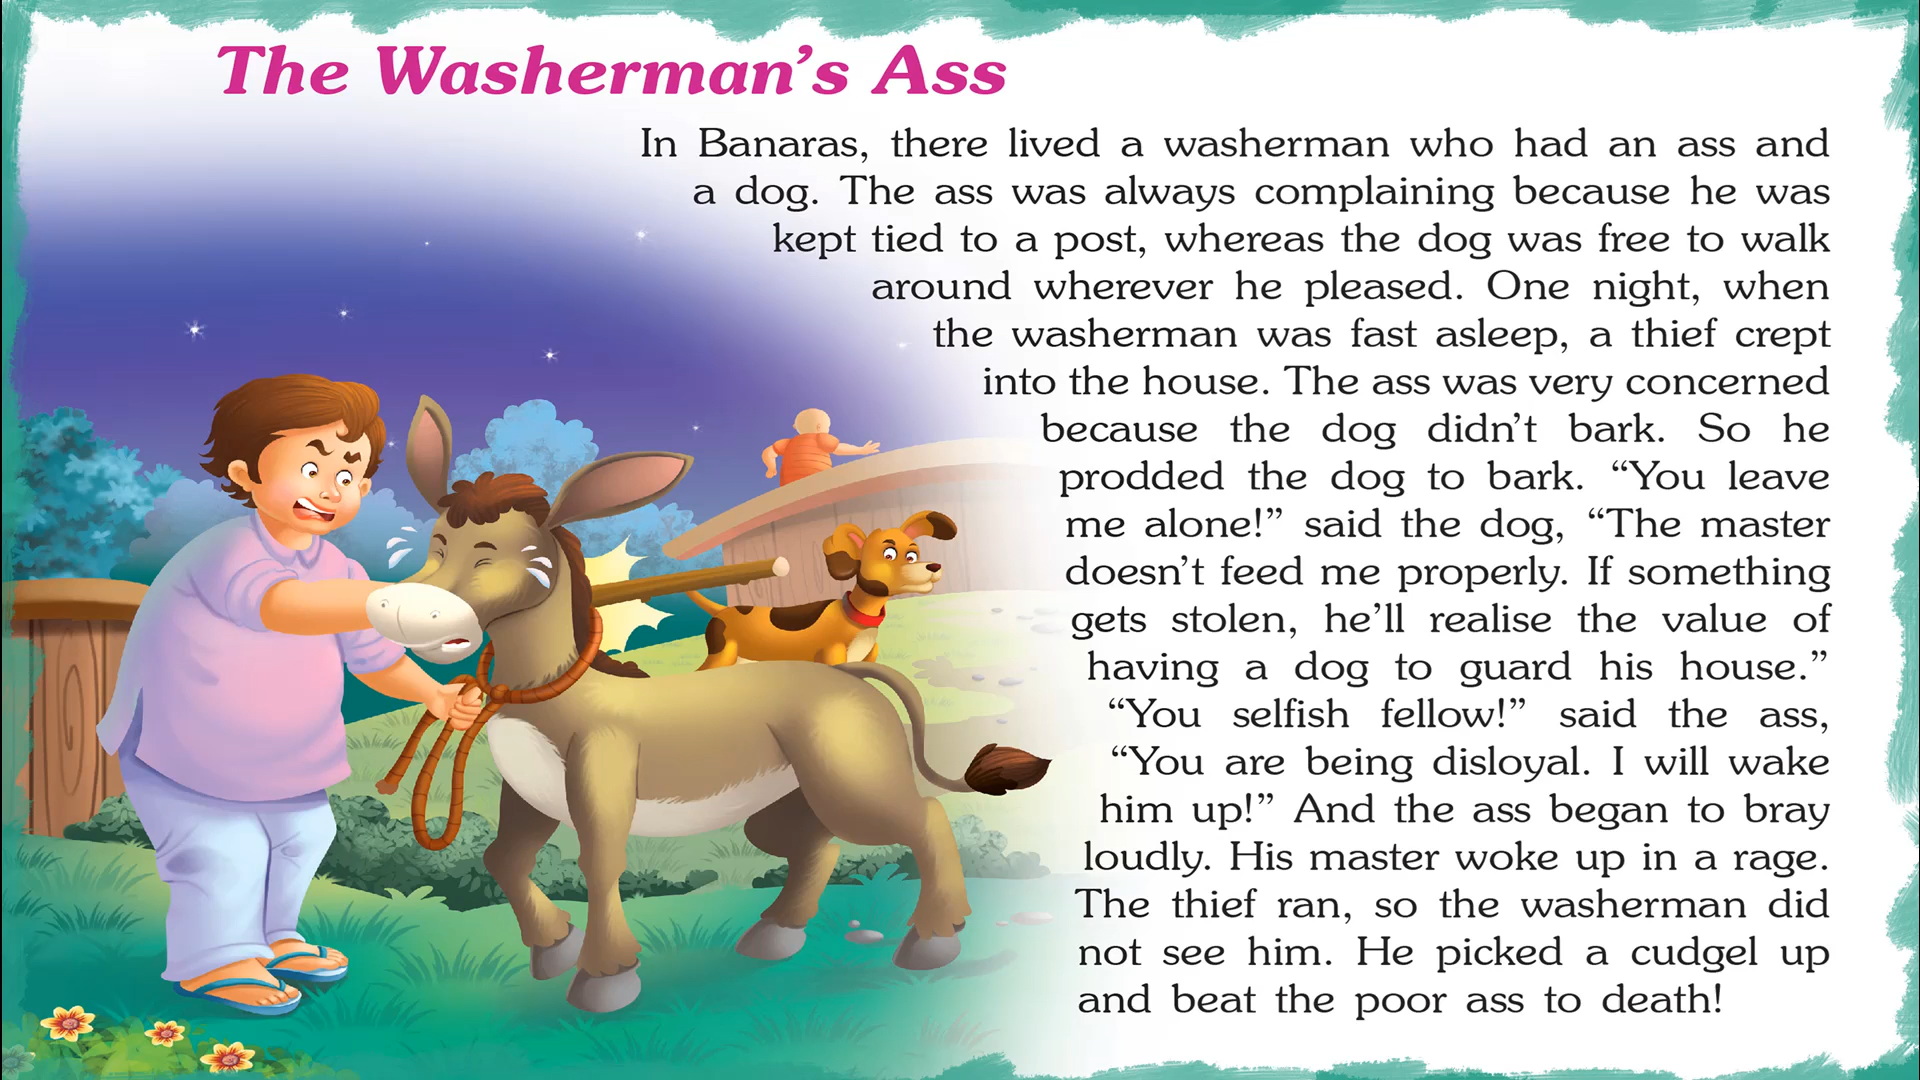 The Washerman’s Ass
In Banaras, there lived a washerman who had an ass and
a dog. The ass was always complaining because he was
kept tied to a post, whereas the dog was free to walk
around wherever he pleased. One night, when
the washerman was fast asleep, a thief crept
into the house. The ass was very concerned
because the dog didn’t bark. So he
prodded the dog to bark. “You leave
me alone!” said the dog, “The master
doesn’t feed me properly. If something
gets stolen, he’ll realise the value of
having a dog to guard his house.”
“You selfish fellow!” said the ass,
“You are being disloyal. I will wake
him up!” And the ass began to bray
loudly. His master woke up in a rage.
The thief ran, so the washerman did
not see him. He picked a cudgel up
and beat the poor ass to death!